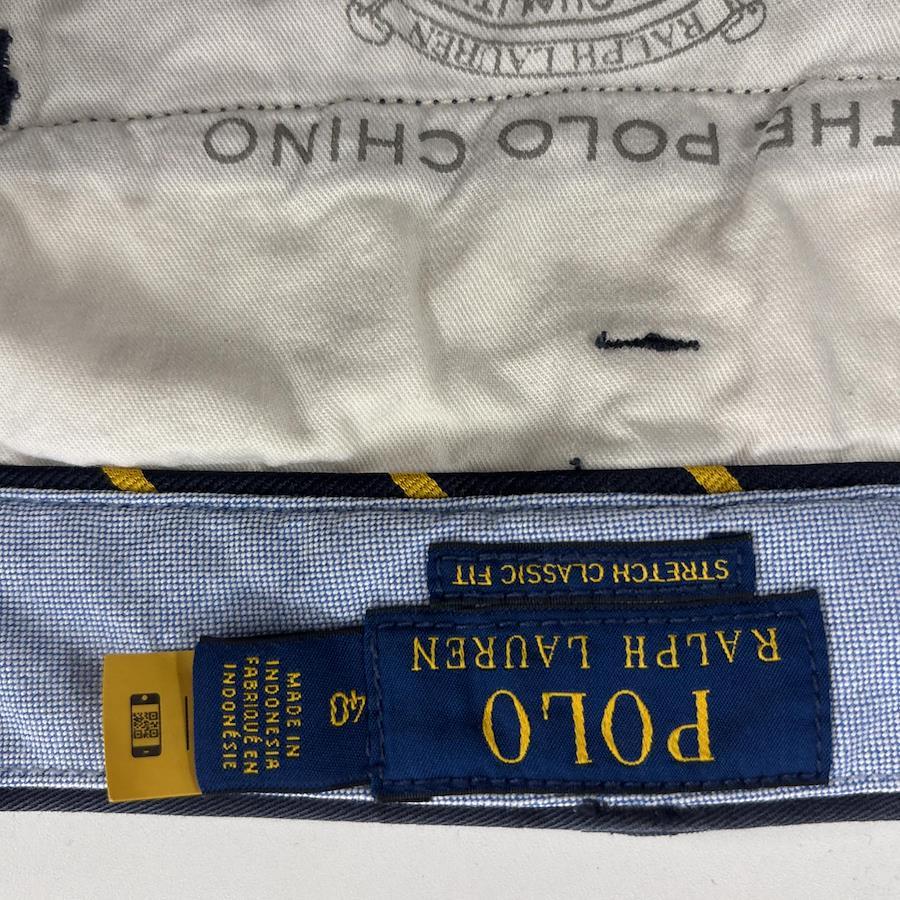 POLO
RALPH LAUREN
STRETCH CLASSIC FIT
40
MADE IN
INDONESIA
FABRIQUÉ EN
INDONÉSIE
THE POLO CHINO
RALPH LAUREN